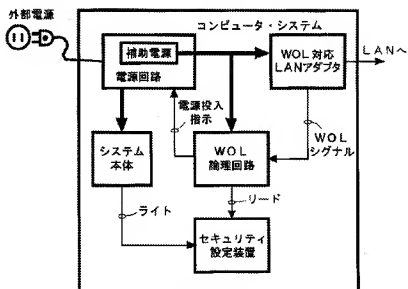 外部電源
コンピュータ・システム
補助電源
電源回路
WOL対応
LANアダプタ
LANへ
電源投入
指示
WOL
シグナル
システム
本体
WOL
論理回路
ライト
リード
セキュリティ
設定装置